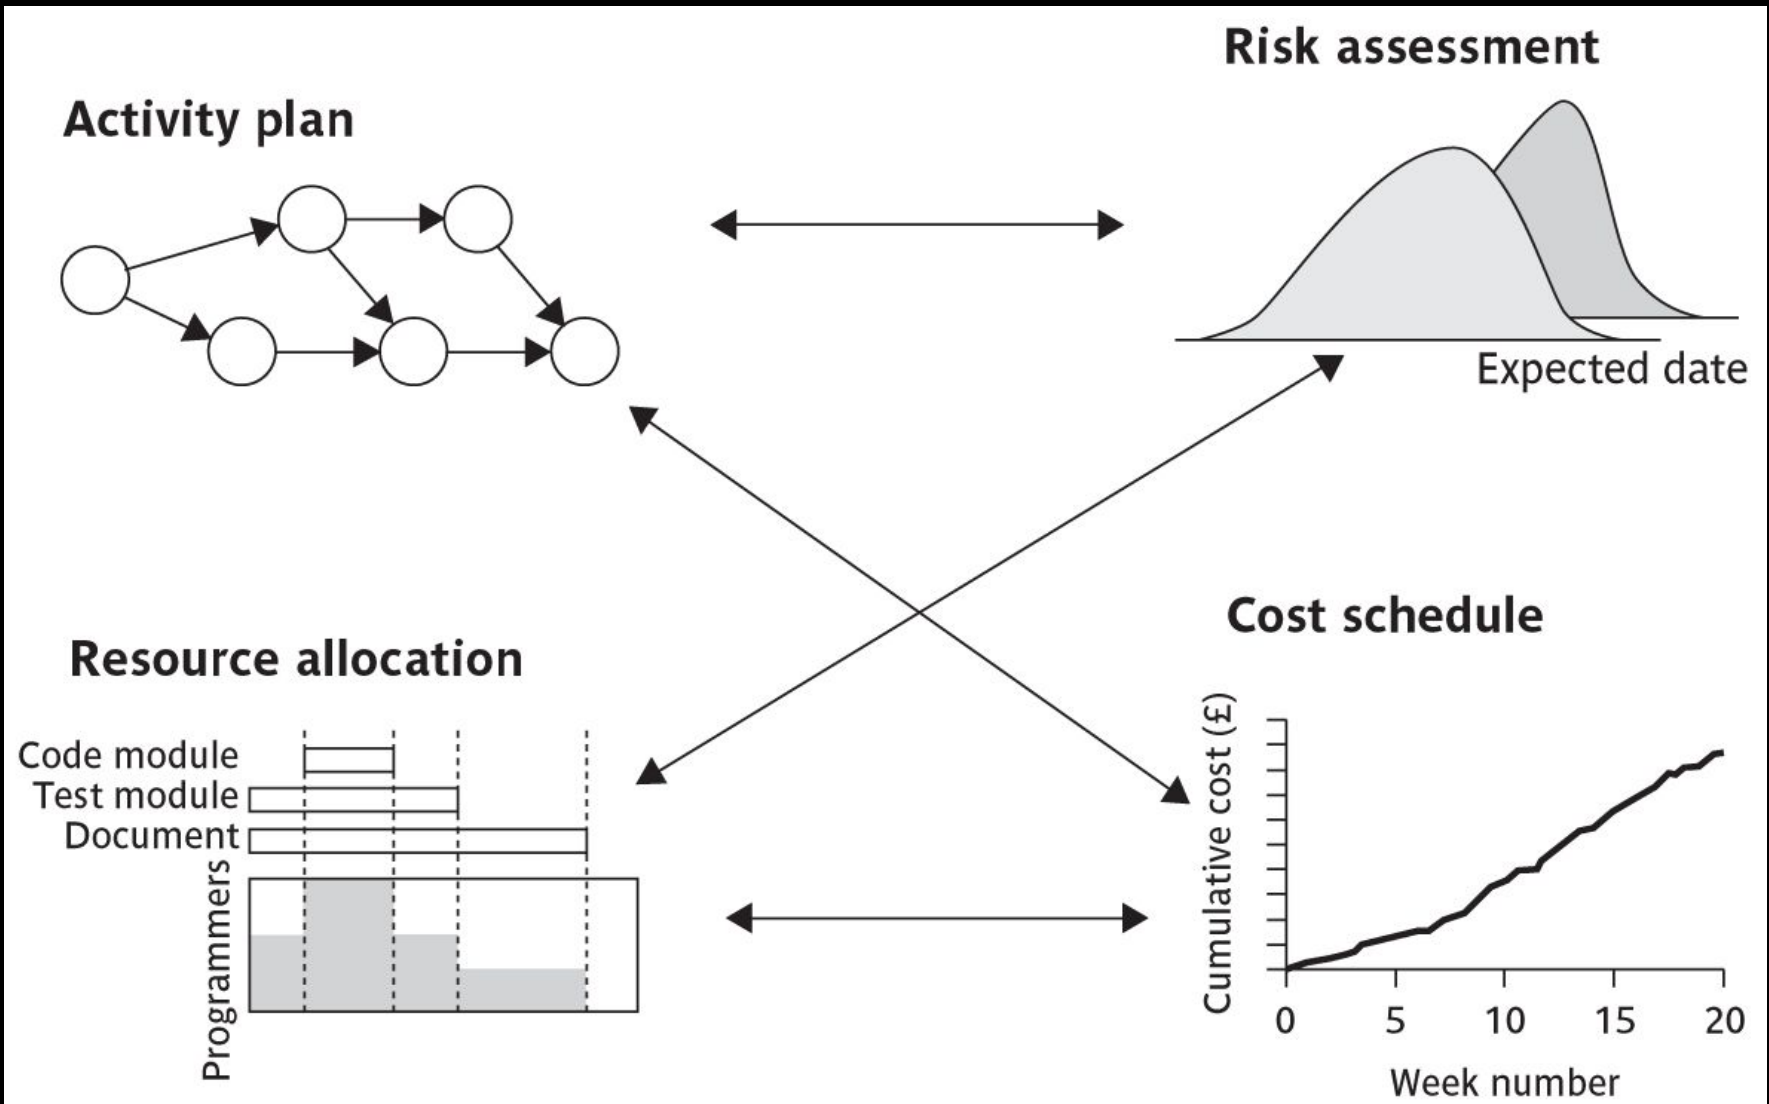 Risk assessment
Activity plan
Expected date
Cost schedule
Resource allocation
Code module
Test module
Document
Programmers
Cumulative cost (£)
0 5 10 15 20
Week number